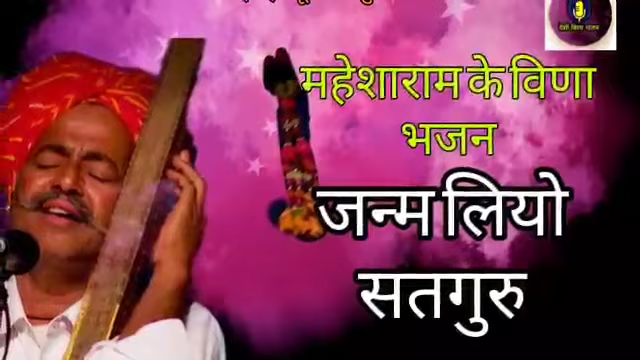 महेशाराम के विणा
भजन
जन्म लियो
सतगुरु